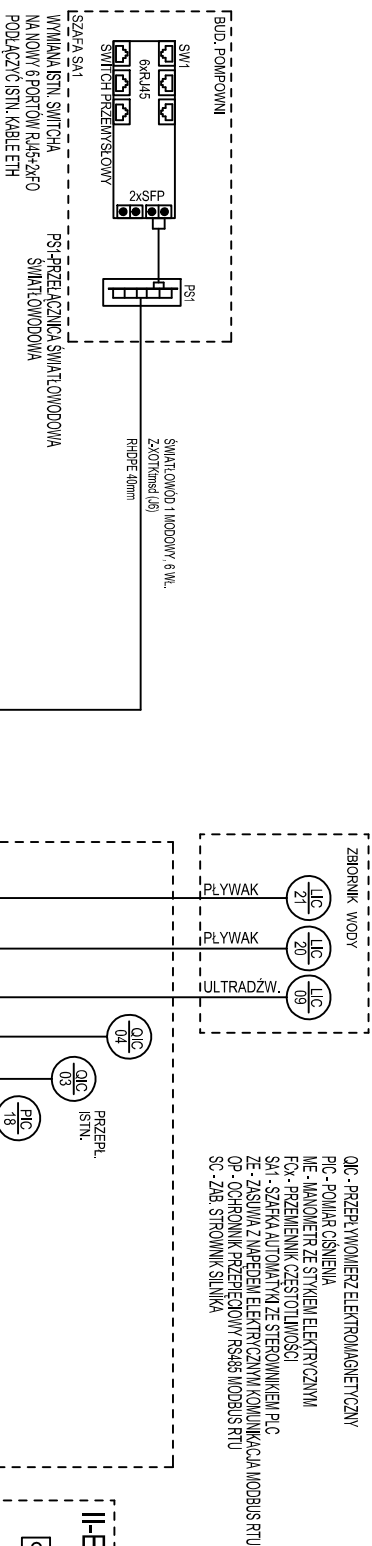 BUD. POMPOWNI
SW1
6xRJ45
SWITCH PRZEMYSŁOWY
2xSFP
PS1
SZAFA SA1
WYMIANA ISTN. SWITCHA
NA NOWY 6 PORTÓW RJ45+2xFO
PODŁĄCZYĆ ISTN. KABLE ETH
PS1-PRZEŁĄCZNICA ŚWIATŁOWODOWA
ŚWIATŁOWODOWA
ŚWIATŁOWÓD 1 MODOWY, 6 WŁ.
Z-XOTKtmsd (J6)
RHDPE 40mm
ZBIORNIK WODY
LIC
21
LIC
20
LIC
09
PŁYWAK
PŁYWAK
ULTRADŹW.
QIC
04
QIC
03
PRZEPŁ.
ISTN.
PIC
18
QIC - PRZEPŁYWOMIERZ ELEKTROMAGNETYCZNY
PIC - POMIAR CIŚNIENIA
ME - MANOMETR ZE STYKIEM ELEKTRYCZNYM
FCx - PRZEMIENNIK CZĘSTOTLIWOŚCI
SA1 - SZAFKA AUTOMATYKI ZE STEROWNIKIEM PLC
ZE - ZASUWA Z NAPĘDEM ELEKTRYCZNYM KOMUNIKACJA MODBUS RTU
OP - OCHRONNIK PRZEPIĘCIOWY RS485 MODBUS RTU
SC - ZAB. STROWNIK SILNIKA